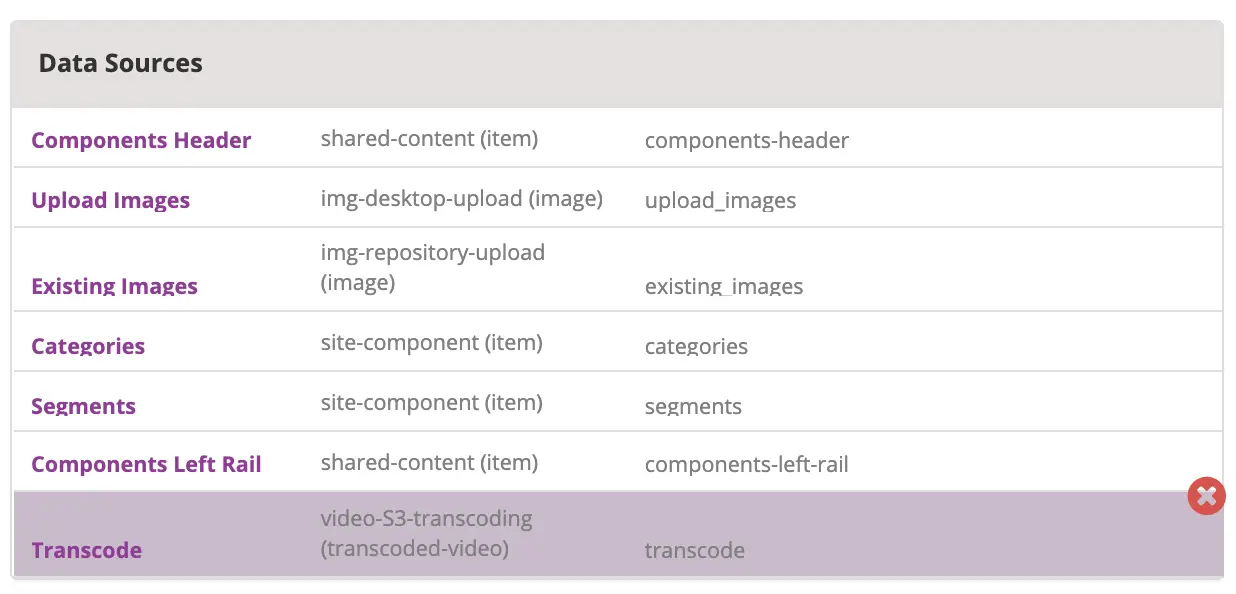 Data Sources
Components Header shared-content (item) components-header
Upload Images img-desktop-upload (image) upload_images
img-repository-upload
Existing Images (image) existing_images
Categories site-component (item) categories
Segments site-component (item) segments
Components Left Rail shared-content (item) components-left-rail
video-S3-transcoding
Transcode (transcoded-video) transcode